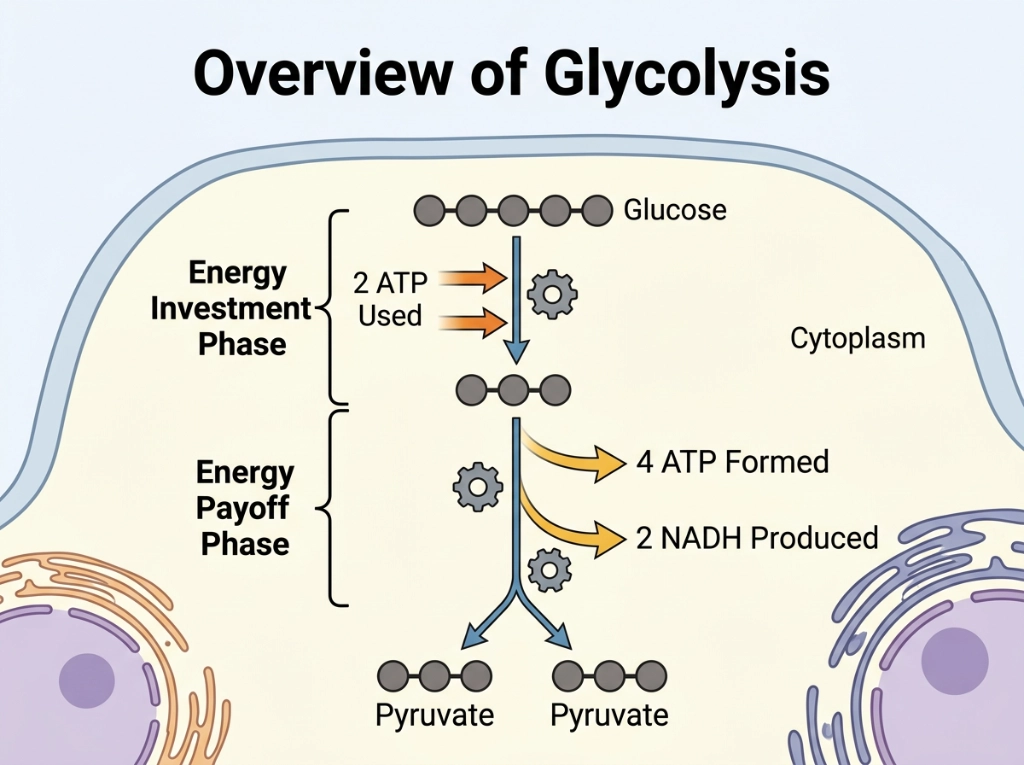 Overview of Glycolysis
Glucose
Energy
Investment
Phase
2 ATP
Used
Cytoplasm
Energy
Payoff
Phase
4 ATP Formed
2 NADH Produced
Pyruvate
Pyruvate